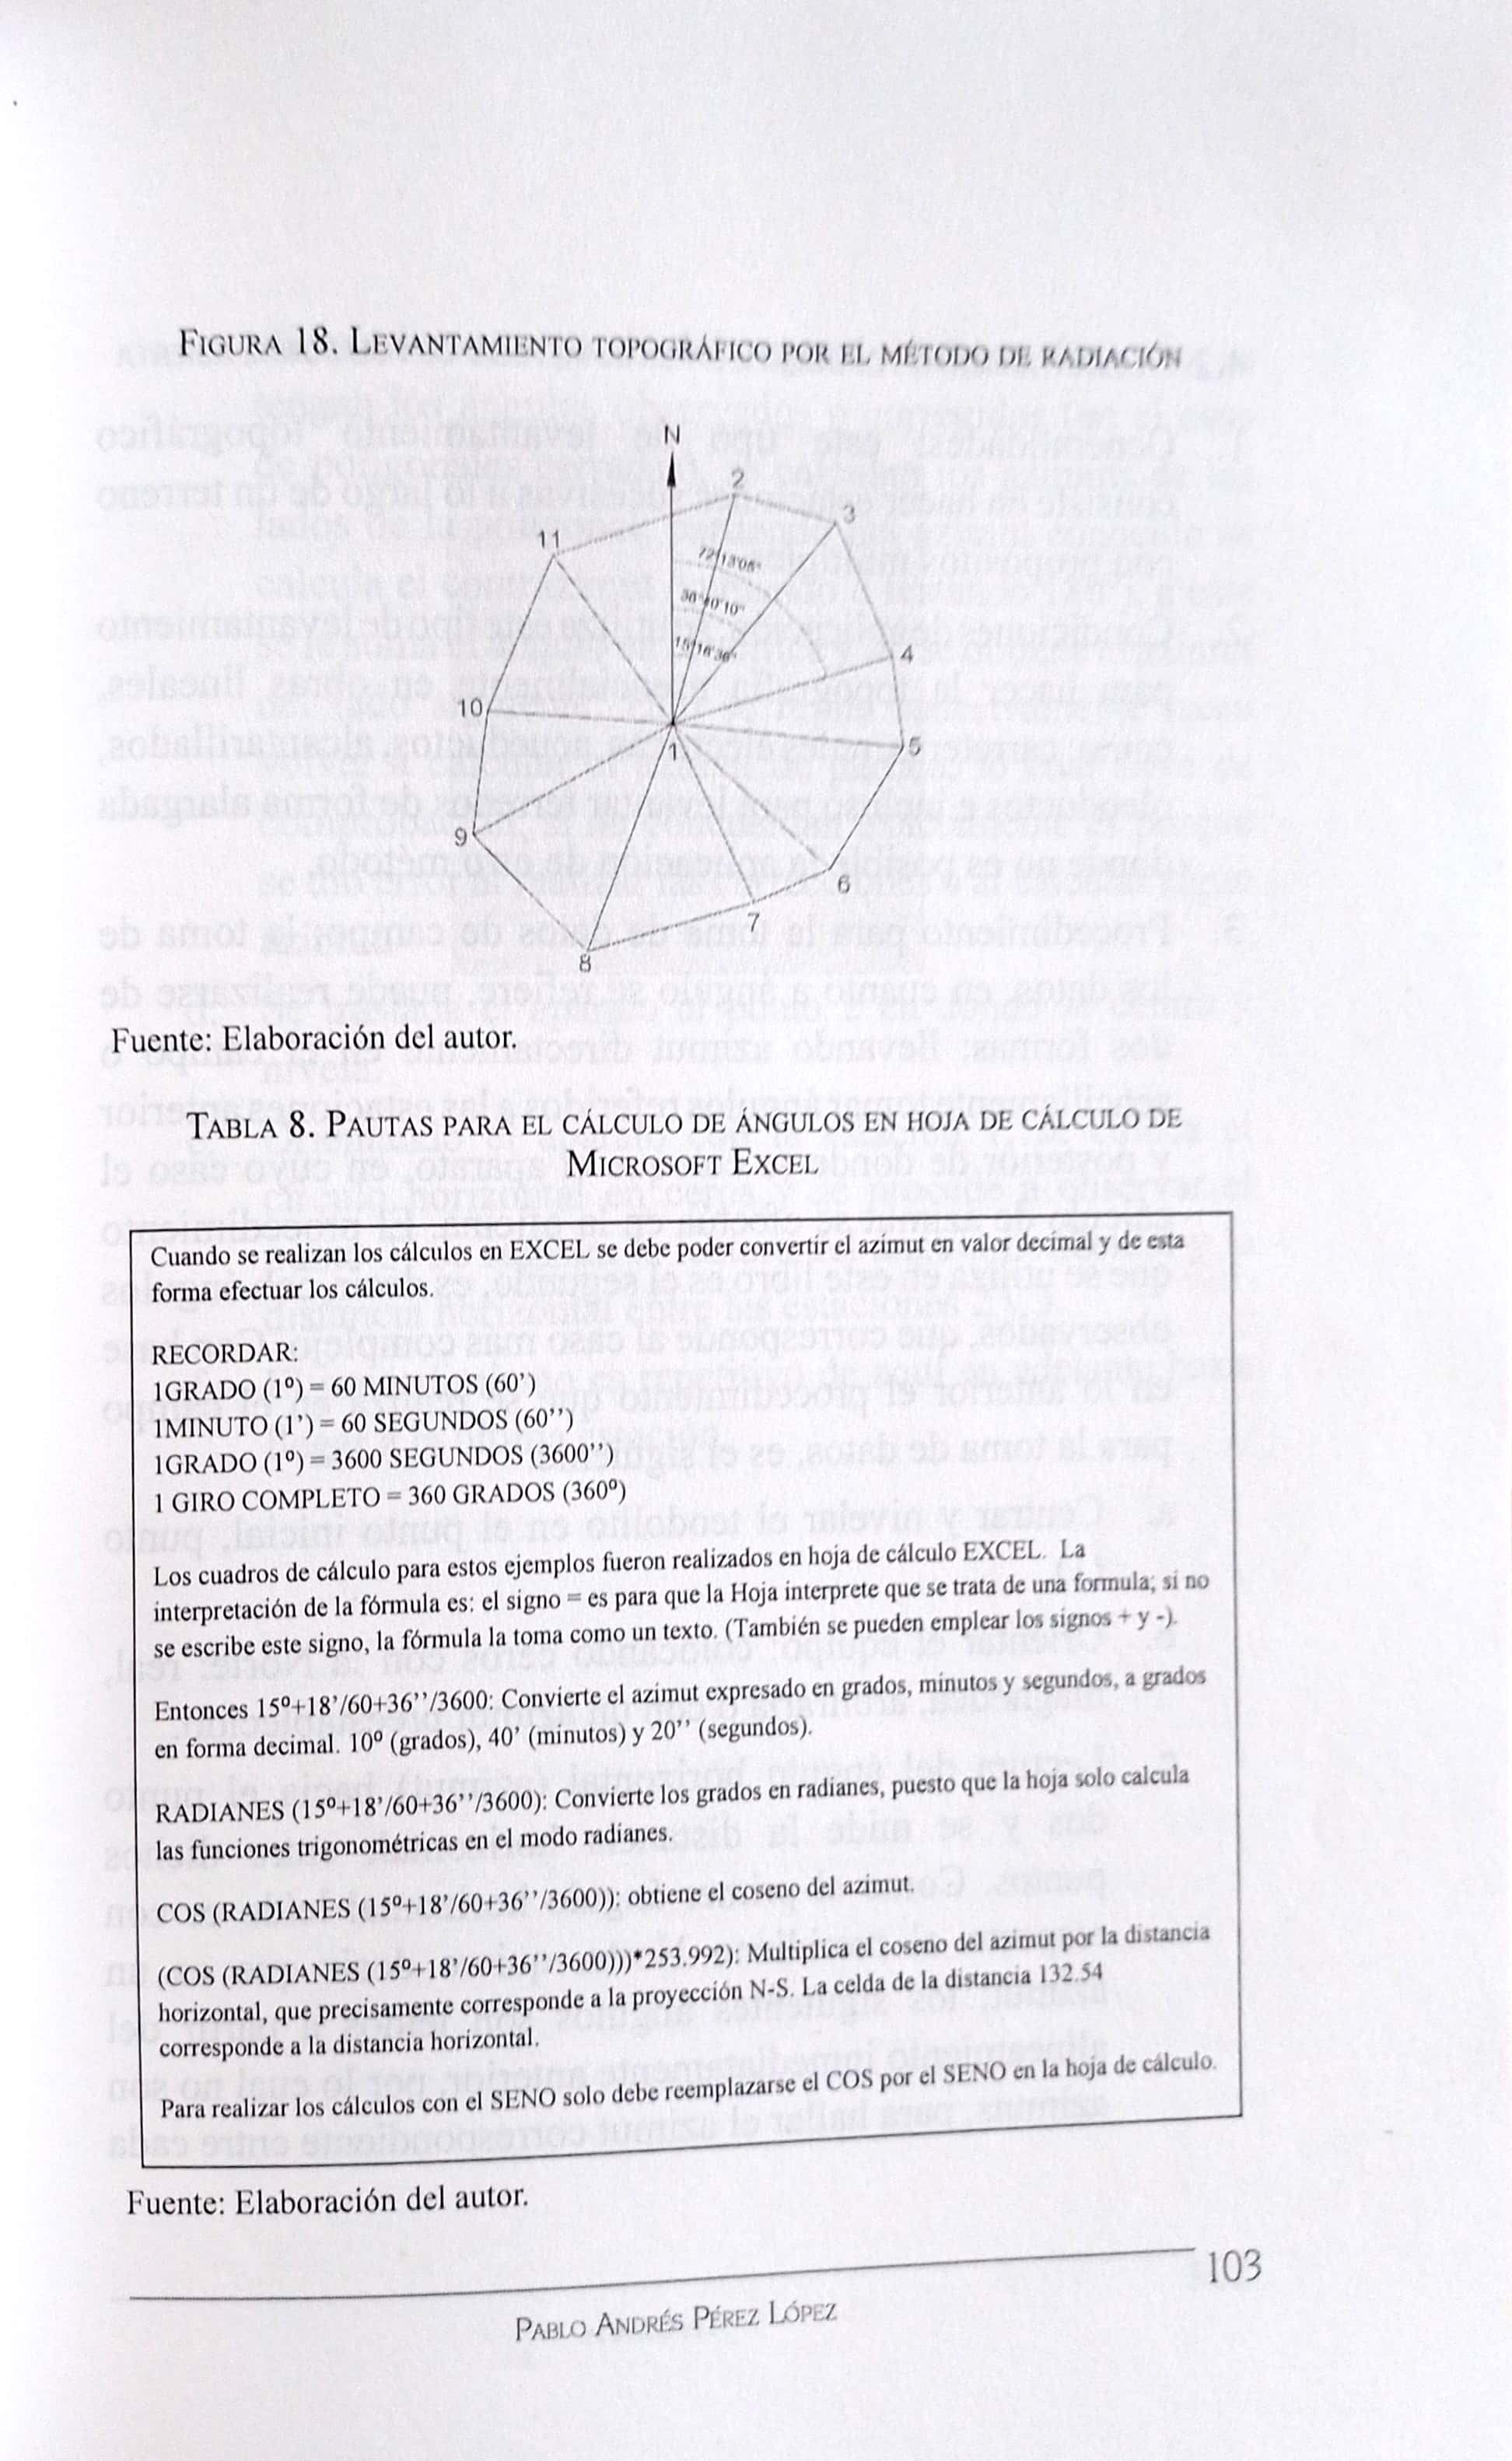 FIGURA 18. LEVANTAMIENTO TOPOGRÁFICO POR EL MÉTODO DE RADIACIÓN
N
2
3
11
72°13'05"
10
4
1
5
9
6
7
8
Fuente: Elaboración del autor.
TABLA 8. PAUTAS PARA EL CÁLCULO DE ÁNGULOS EN HOJA DE CÁLCULO DE
MICROSOFT EXCEL
Cuando se realizan los cálculos en EXCEL se debe poder convertir el azimut en valor decimal y de esta
forma efectuar los cálculos.
RECORDAR:
1GRADO (1º) = 60 MINUTOS (60’)
1MINUTO (1’) = 60 SEGUNDOS (60’’)
1GRADO (1º) = 3600 SEGUNDOS (3600’’)
1 GIRO COMPLETO = 360 GRADOS (360º)
Los cuadros de cálculo para estos ejemplos fueron realizados en hoja de cálculo EXCEL. La
interpretación de la fórmula es: el signo = es para que la Hoja interprete que se trata de una formula; si no
se escribe este signo, la fórmula la toma como un texto. (También se pueden emplear los signos + y -).
Entonces 15º+18’/60+36’’/3600: Convierte el azimut expresado en grados, minutos y segundos, a grados
en forma decimal. 10º (grados), 40’ (minutos) y 20’’ (segundos).
RADIANES (15º+18’/60+36’’/3600): Convierte los grados en radianes, puesto que la hoja solo calcula
las funciones trigonométricas en el modo radianes.
COS (RADIANES (15º+18’/60+36’’/3600)): obtiene el coseno del azimut.
(COS (RADIANES (15º+18’/60+36’’/3600)))*253.992): Multiplica el coseno del azimut por la distancia
horizontal, que precisamente corresponde a la proyección N-S. La celda de la distancia 132.54
corresponde a la distancia horizontal.
Para realizar los cálculos con el SENO solo debe reemplazarse el COS por el SENO en la hoja de cálculo.
Fuente: Elaboración del autor.
103
PABLO ANDRÉS PÉREZ LÓPEZ